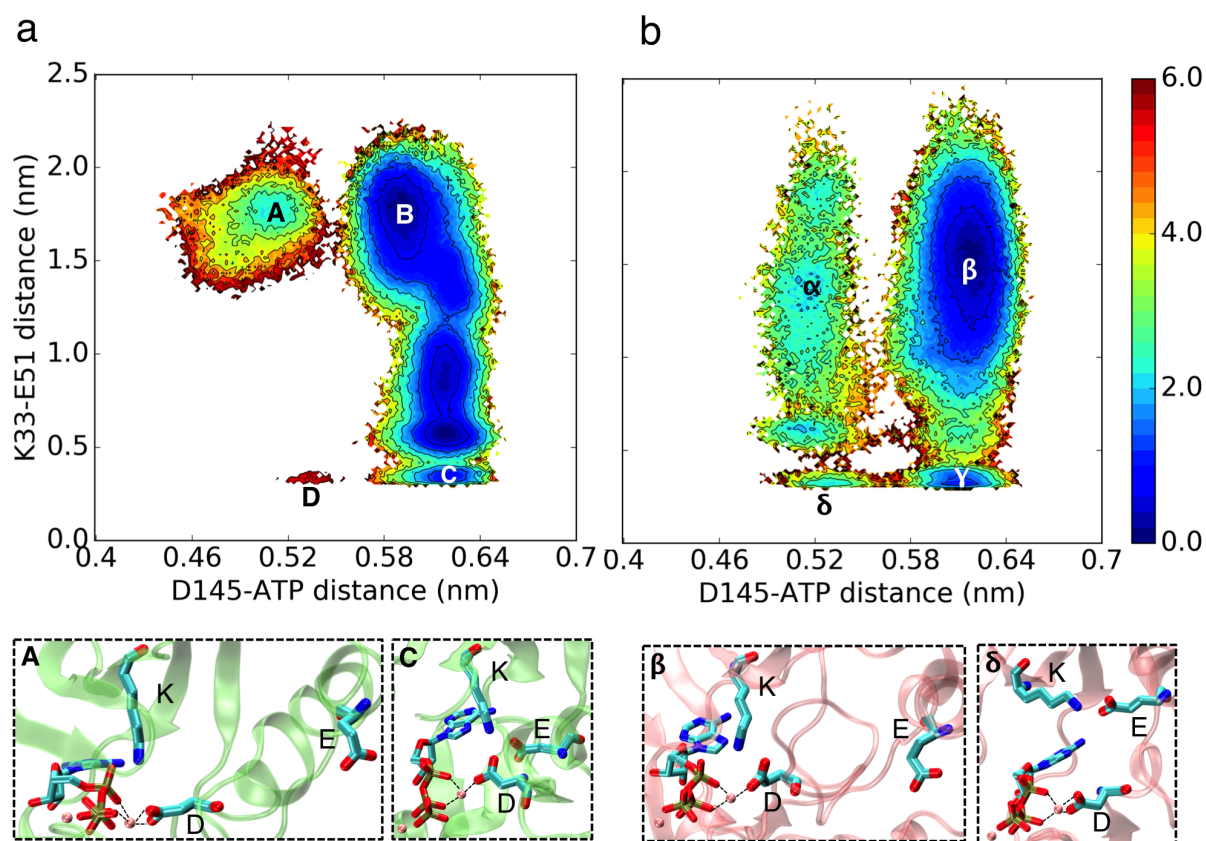 a
b
2.5
2.0
1.5
1.0
0.5
0.0
K33-E51 distance (nm)
A
B
C
D
0.4 0.46 0.52 0.58 0.64 0.7
D145-ATP distance (nm)
α
β
γ
δ
0.4 0.46 0.52 0.58 0.64 0.7
D145-ATP distance (nm)
6.0
4.0
2.0
0.0
A
K
E
D
C
K
E
D
β
K
E
D
δ
K
E
D